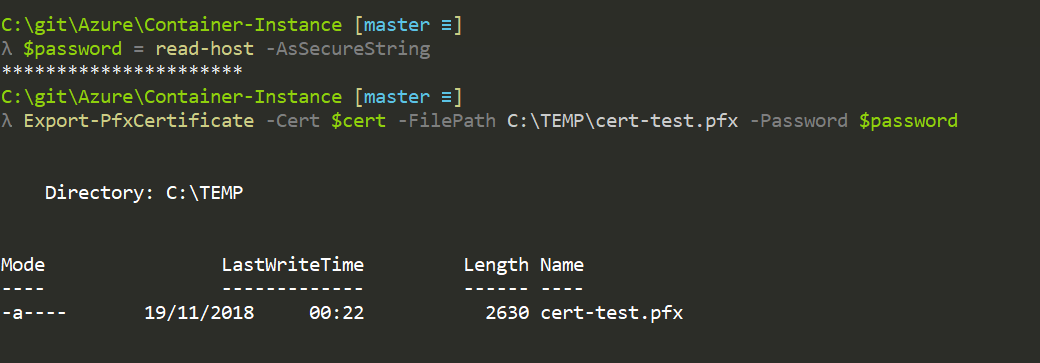 C:\git\Azure\Container-Instance [master ≡]
λ $password = read-host -AsSecureString
**********************
C:\git\Azure\Container-Instance [master ≡]
λ Export-PfxCertificate -Cert $cert -FilePath C:\TEMP\cert-test.pfx -Password $password
Directory: C:\TEMP
Mode LastWriteTime Length Name
---- ------------- ------ ----
-a---- 19/11/2018 00:22 2630 cert-test.pfx